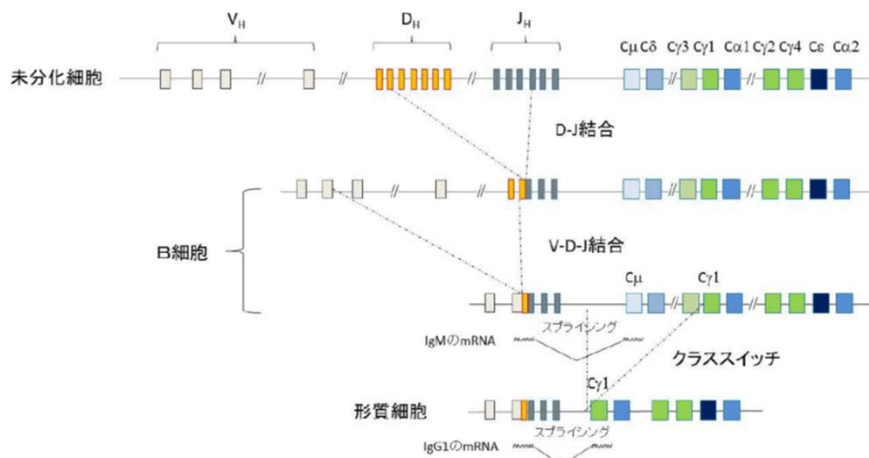 V_H D_H J_H
Cμ Cδ Cγ3 Cγ1 Cα1 Cγ2 Cγ4 Cε Cα2
未分化細胞
D-J結合
B細胞
V-D-J結合
Cμ Cγ1
スプライシング
IgMのmRNA
クラススイッチ
Cγ1
形質細胞
スプライシング
IgG1のmRNA